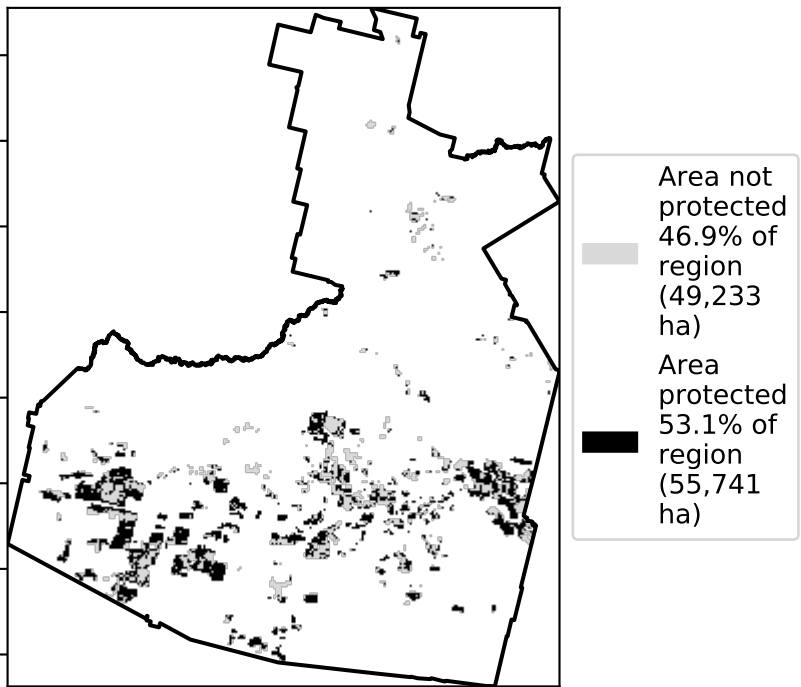 Area not
protected
46.9% of
region
(49,233
ha)
Area
protected
53.1% of
region
(55,741
ha)